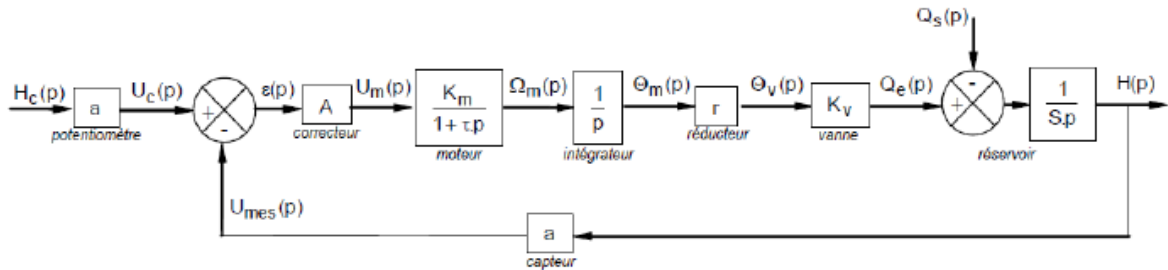 Q_s(p)
H_c(p)
a
potentiomètre
U_c(p)
+
-
ε(p)
A
correcteur
U_m(p)
K_m
1 + τ.p
moteur
Ω_m(p)
1
p
intégrateur
Θ_m(p)
r
réducteur
Θ_v(p)
K_v
vanne
Q_e(p)
-
+
1
S.p
réservoir
H(p)
U_mes(p)
a
capteur